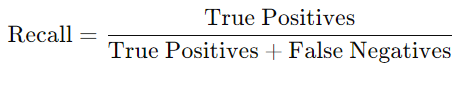 Recall = True Positives / True Positives + False Negatives